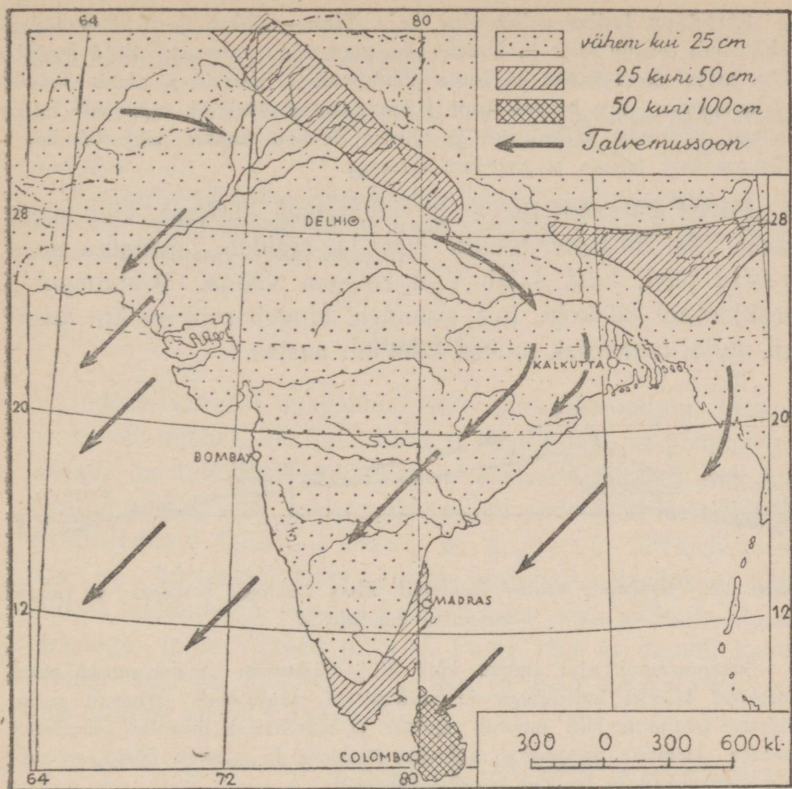 64
80
vähem kui 25 cm
25 kuni 50 cm.
50 kuni 100 cm
Talvemussoon
28
DELHI
28
KALKUTTA
20
20
BOMBAY
MADRAS
12
12
300 0 300 600 kl.
COLOMBO
64
72
80